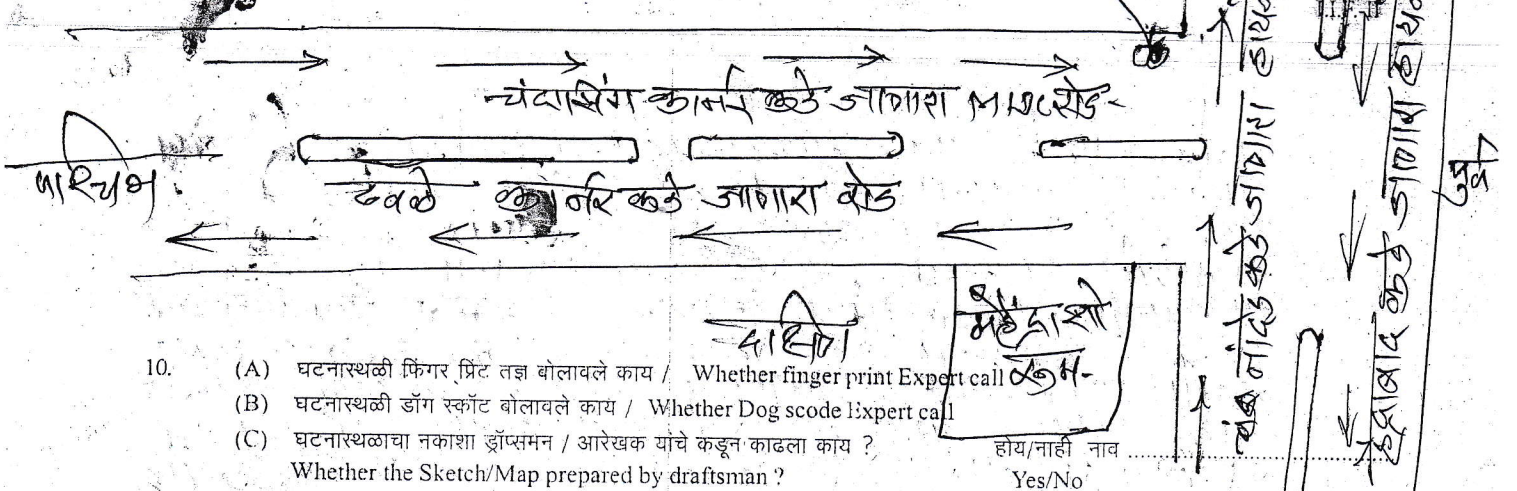 चंदासिंग कार्नर कडे जाणारा रोड
पश्चिम.
ढवळे कॉर्नर कडे जाणारा रोड
नांदेड कडे जाणारा हायवे
हैद्राबाद कडे जाणारा हायवे
पुर्व
दक्षिण
महेंद्रा शो
रूम-
10. (A) घटनास्थळी फिंगर प्रिंट तज्ञ बोलावले काय / Whether finger print Expert call
(B) घटनास्थळी डॉग स्कॉट बोलावले काय / Whether Dog scode Expert call
(C) घटनास्थळाचा नकाशा ड्रॉप्समन / आरेखक यांचे कडून काढला काय ? होय/नाही नाव ..........
Whether the Sketch/Map prepared by draftsman ? Yes/No